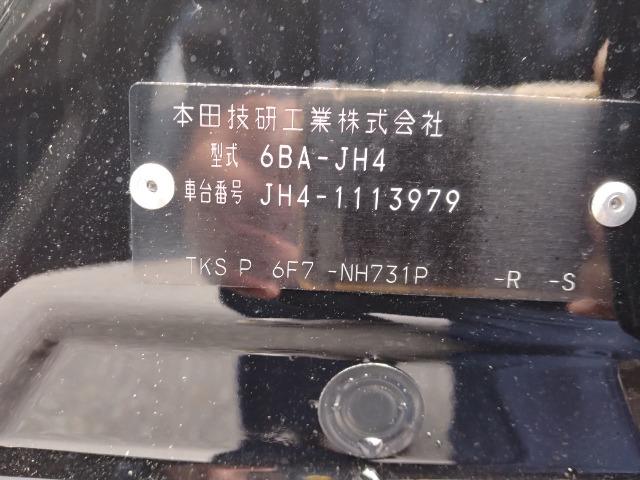 本田技研工業株式会社
型式 6BA-JH4
車台番号 JH4-1113979
TKS P 6F7 -NH731P -R -S